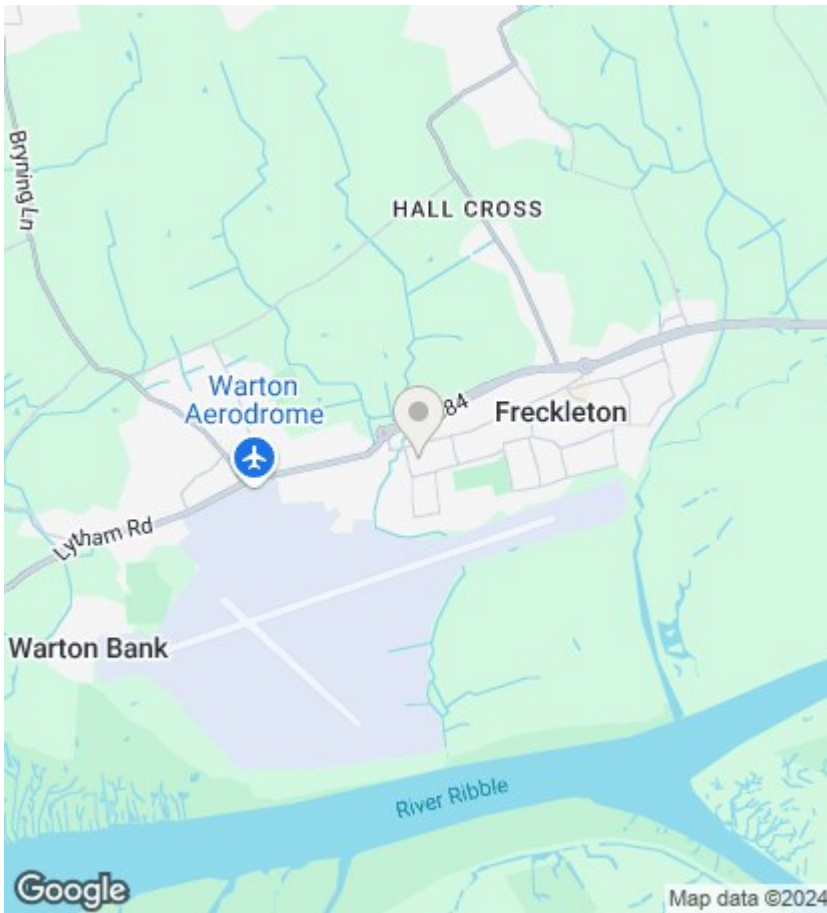 Bryning Ln
HALL CROSS
Warton
Aerodrome
84
Freckleton
Lytham Rd
Warton Bank
River Ribble
Google
Map data ©2024